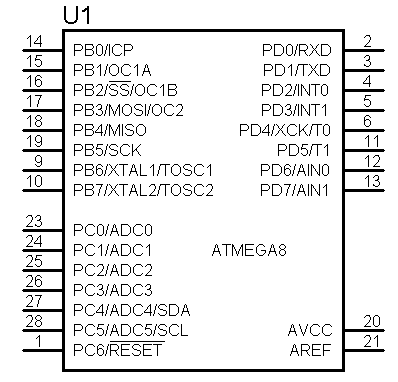 U1
14 PB0/ICP PD0/RXD 2
15 PB1/OC1A PD1/TXD 3
16 PB2/SS/OC1B PD2/INT0 4
17 PB3/MOSI/OC2 PD3/INT1 5
18 PB4/MISO PD4/XCK/T0 6
19 PB5/SCK PD5/T1 11
9 PB6/XTAL1/TOSC1 PD6/AIN0 12
10 PB7/XTAL2/TOSC2 PD7/AIN1 13
23 PC0/ADC0
24 PC1/ADC1 ATMEGA8
25 PC2/ADC2
26 PC3/ADC3
27 PC4/ADC4/SDA
28 PC5/ADC5/SCL AVCC 20
1 PC6/RESET AREF 21